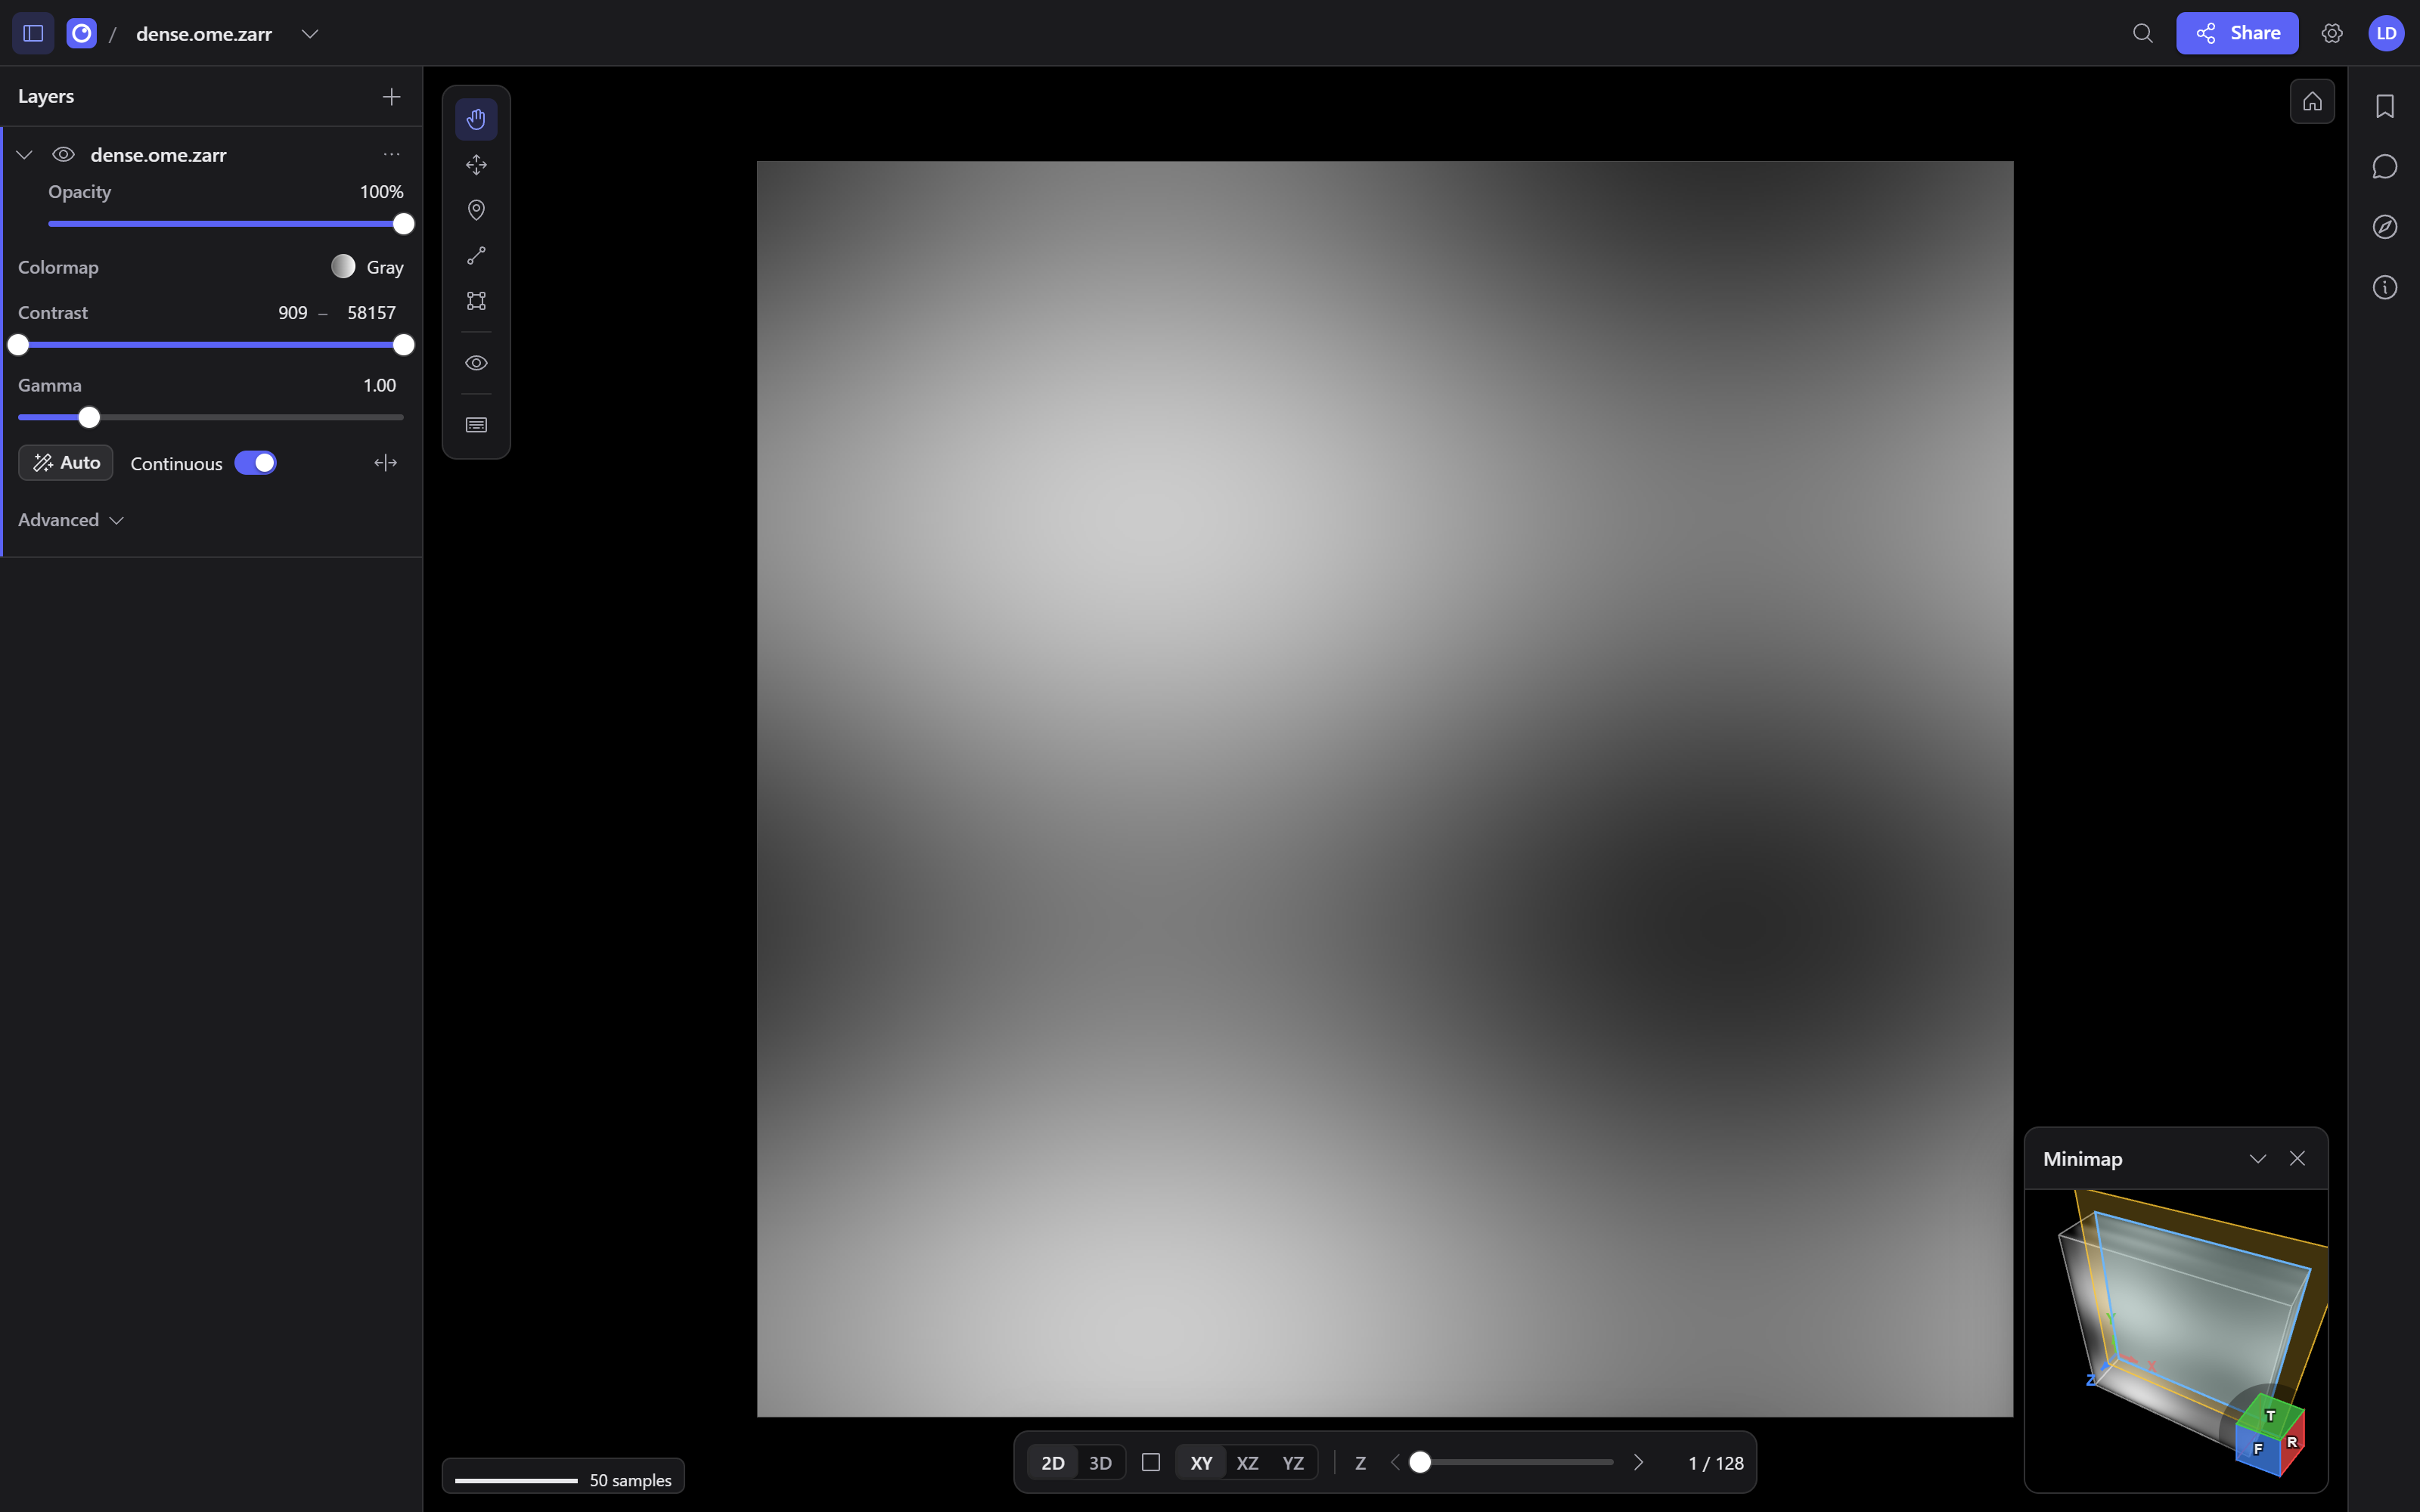 / dense.ome.zarr
Share
LD
Layers
dense.ome.zarr
Opacity 100%
Colormap Gray
Contrast 909 – 58157
Gamma 1.00
Auto Continuous
Advanced
50 samples
2D 3D XY XZ YZ Z 1 / 128
Minimap
Y
X
Z
T
F R